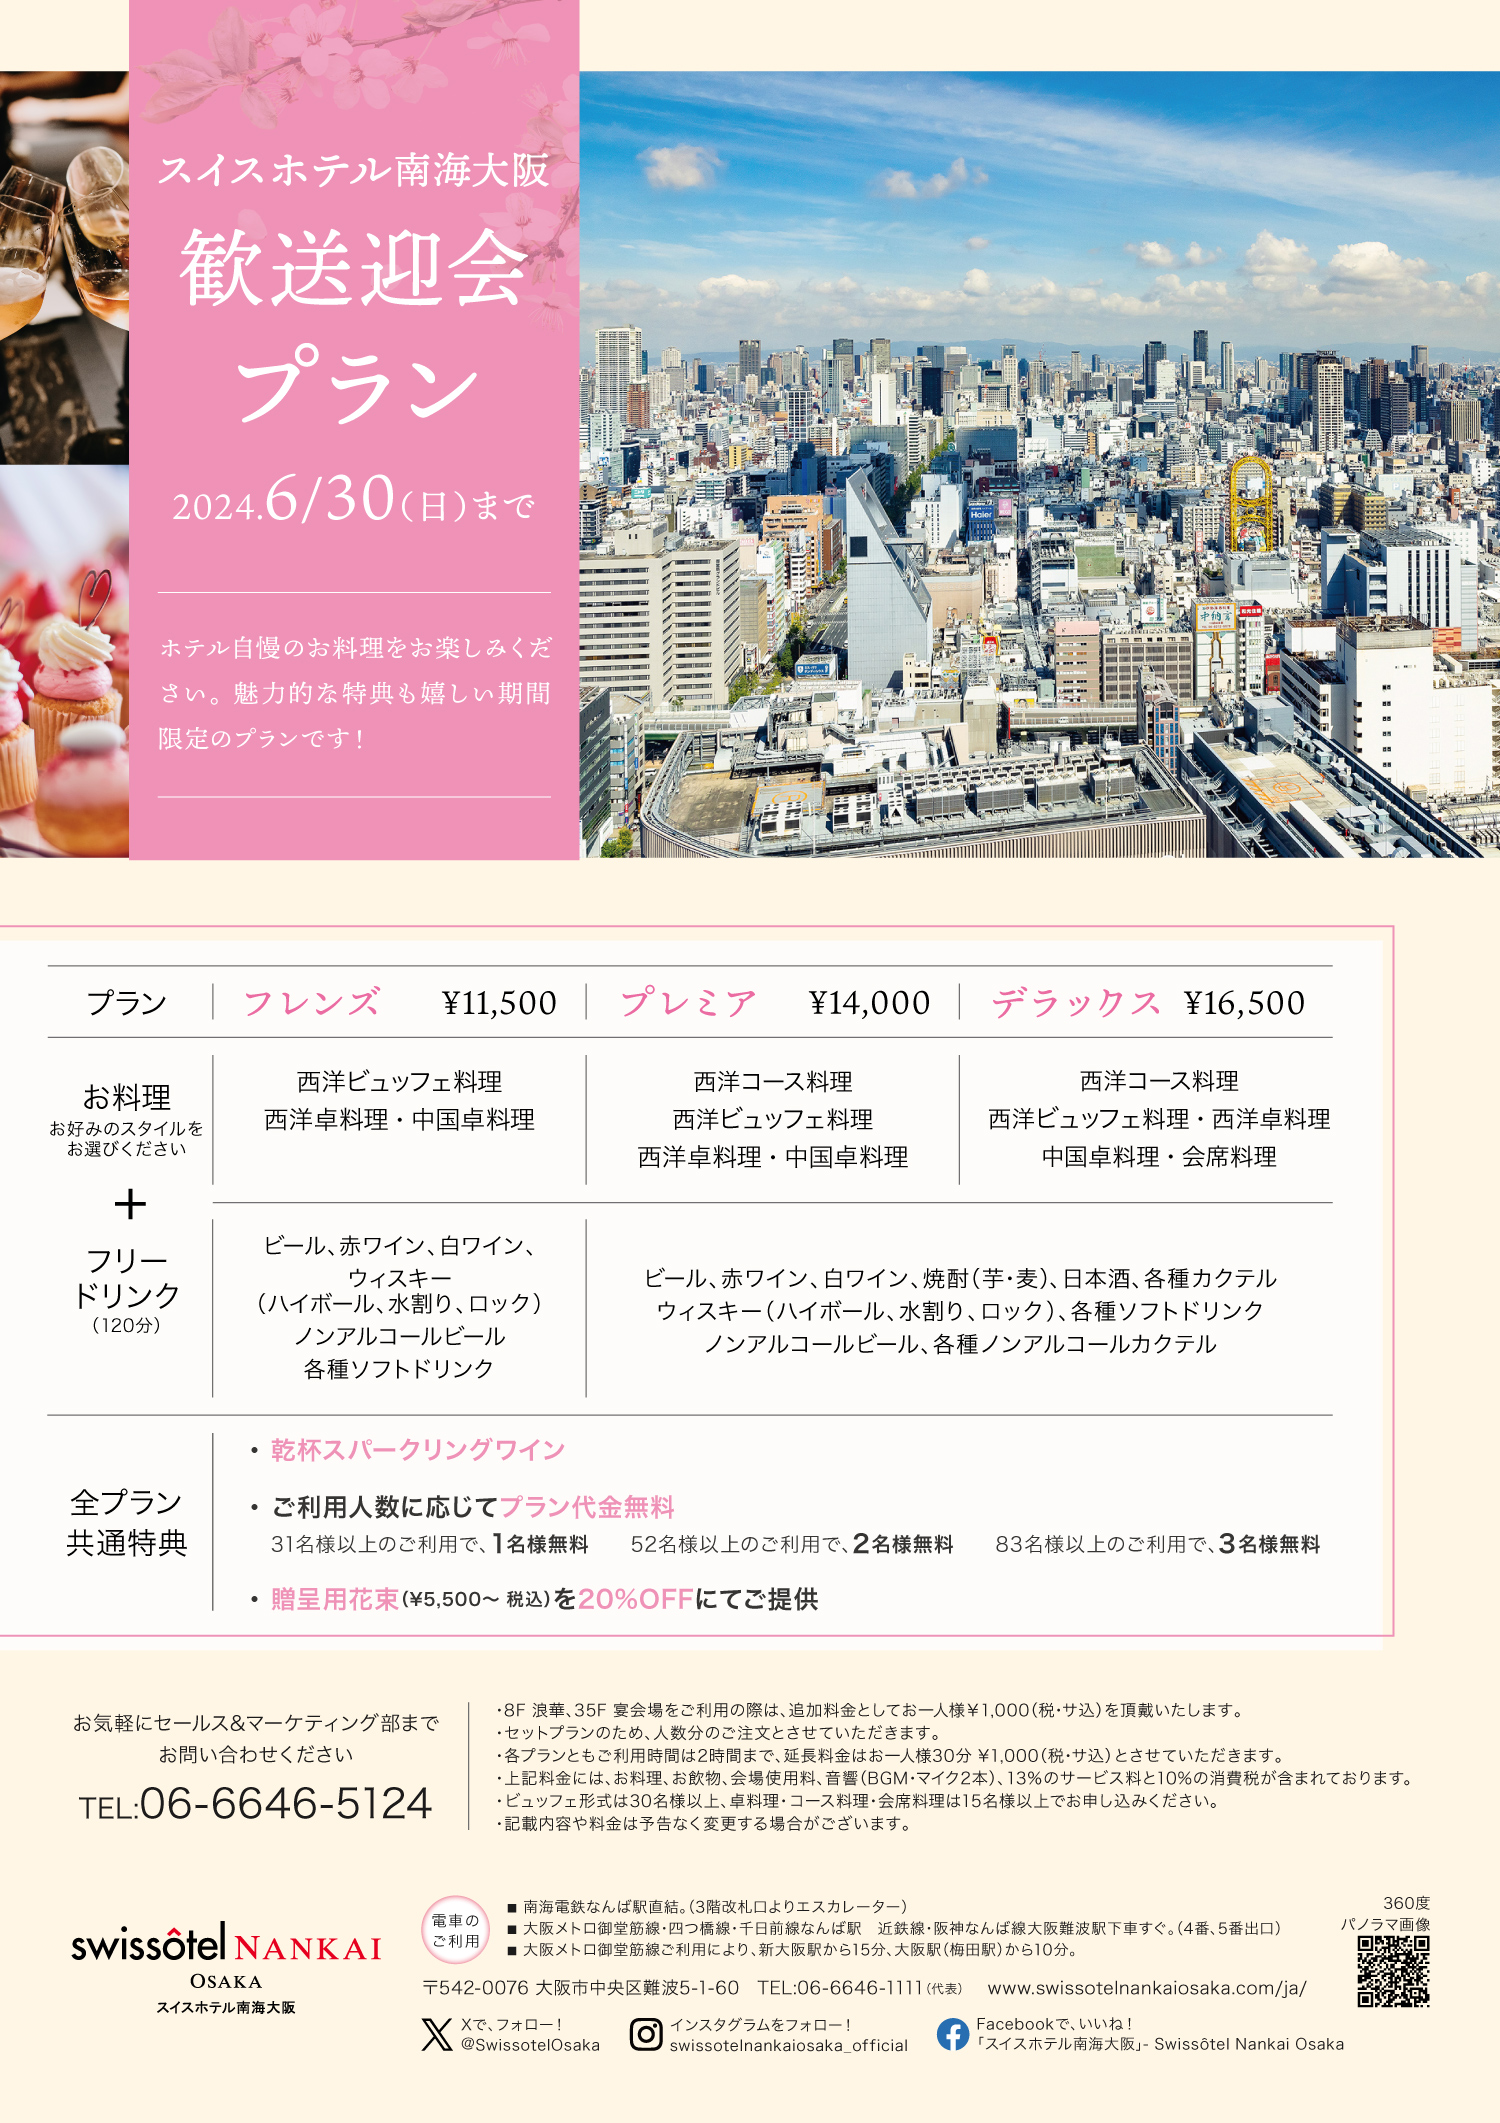 スイスホテル南海大阪
歓送迎会
プラン
2024.6/30(日)まで
ホテル自慢のお料理をお楽しみくだ
さい。魅力的な特典も嬉しい期間
限定のプランです！
Haier
プラン フレンズ ¥11,500 プレミア ¥14,000 デラックス ¥16,500
お料理
お好みのスタイルを
お選びください
西洋ビュッフェ料理
西洋卓料理・中国卓料理
西洋コース料理
西洋ビュッフェ料理
西洋卓料理・中国卓料理
西洋コース料理
西洋ビュッフェ料理・西洋卓料理
中国卓料理・会席料理
＋
フリー
ドリンク
(120分)
ビール、赤ワイン、白ワイン、
ウィスキー
(ハイボール、水割り、ロック)
ノンアルコールビール
各種ソフトドリンク
ビール、赤ワイン、白ワイン、焼酎(芋・麦)、日本酒、各種カクテル
ウィスキー(ハイボール、水割り、ロック)、各種ソフトドリンク
ノンアルコールビール、各種ノンアルコールカクテル
全プラン
共通特典
・乾杯スパークリングワイン
・ご利用人数に応じてプラン代金無料
31名様以上のご利用で、1名様無料 52名様以上のご利用で、2名様無料 83名様以上のご利用で、3名様無料
・贈呈用花束(¥5,500〜 税込)を20%OFFにてご提供
お気軽にセールス&マーケティング部まで
お問い合わせください
TEL:06-6646-5124
・8F 浪華、35F 宴会場をご利用の際は、追加料金としてお一人様¥1,000(税・サ込)を頂戴いたします。
・セットプランのため、人数分のご注文とさせていただきます。
・各プランともご利用時間は2時間まで、延長料金はお一人様30分 ¥1,000(税・サ込)とさせていただきます。
・上記料金には、お料理、お飲物、会場使用料、音響(BGM・マイク2本)、13%のサービス料と10%の消費税が含まれております。
・ビュッフェ形式は30名様以上、卓料理・コース料理・会席料理は15名様以上でお申し込みください。
・記載内容や料金は予告なく変更する場合がございます。
swissôtel NANKAI
OSAKA
スイスホテル南海大阪
電車の
ご利用
■ 南海電鉄なんば駅直結。(3階改札口よりエスカレーター)
■ 大阪メトロ御堂筋線・四つ橋線・千日前線なんば駅 近鉄線・阪神なんば線大阪難波駅下車すぐ。(4番、5番出口)
■ 大阪メトロ御堂筋線ご利用により、新大阪駅から15分、大阪駅(梅田駅)から10分。
〒542-0076 大阪市中央区難波5-1-60 TEL:06-6646-1111(代表) www.swissotelnankaiosaka.com/ja/
360度
パノラマ画像
Xで、フォロー！
@SwissotelOsaka
インスタグラムをフォロー！
swissotelnankaiosaka_official
Facebookで、いいね！
「スイスホテル南海大阪」- Swissôtel Nankai Osaka